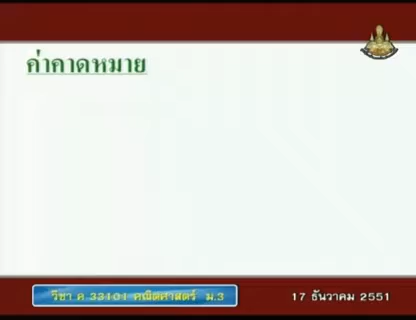 ค่าคาดหมาย
วิชา ค 33101 คณิตศาสตร์ ม.3
17 ธันวาคม 2551